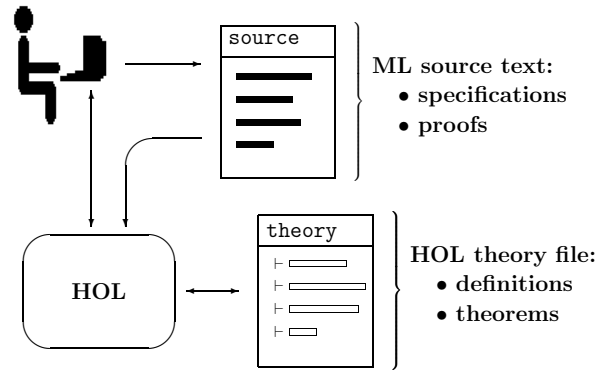 source
ML source text:
• specifications
• proofs
HOL
theory
⊢
⊢
⊢
⊢
HOL theory file:
• definitions
• theorems